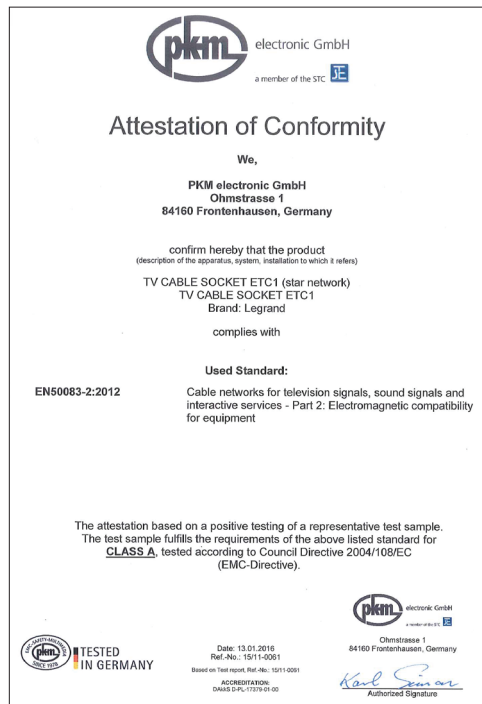 pkm electronic GmbH
a member of the STC
Attestation of Conformity
We,
PKM electronic GmbH
Ohmstrasse 1
84160 Frontenhausen, Germany
confirm hereby that the product
(description of the apparatus, system, installation to which it refers)
TV CABLE SOCKET ETC1 (star network)
TV CABLE SOCKET ETC1
Brand: Legrand
complies with
Used Standard:
EN50083-2:2012
Cable networks for television signals, sound signals and
interactive services - Part 2: Electromagnetic compatibility
for equipment
The attestation based on a positive testing of a representative test sample.
The test sample fulfills the requirements of the above listed standard for
CLASS A, tested according to Council Directive 2004/108/EC
(EMC-Directive).
pkm electronic GmbH
a member of the STC
Ohmstrasse 1
84160 Frontenhausen, Germany
Authorized Signature
pkm
SINCE 1978
TESTED
IN GERMANY
Date: 13.01.2016
Ref.-No.: 15/11-0061
Based on Test report, Ref.-No.: 15/11-0061
ACCREDITATION:
DAkkS D-PL-17379-01-00